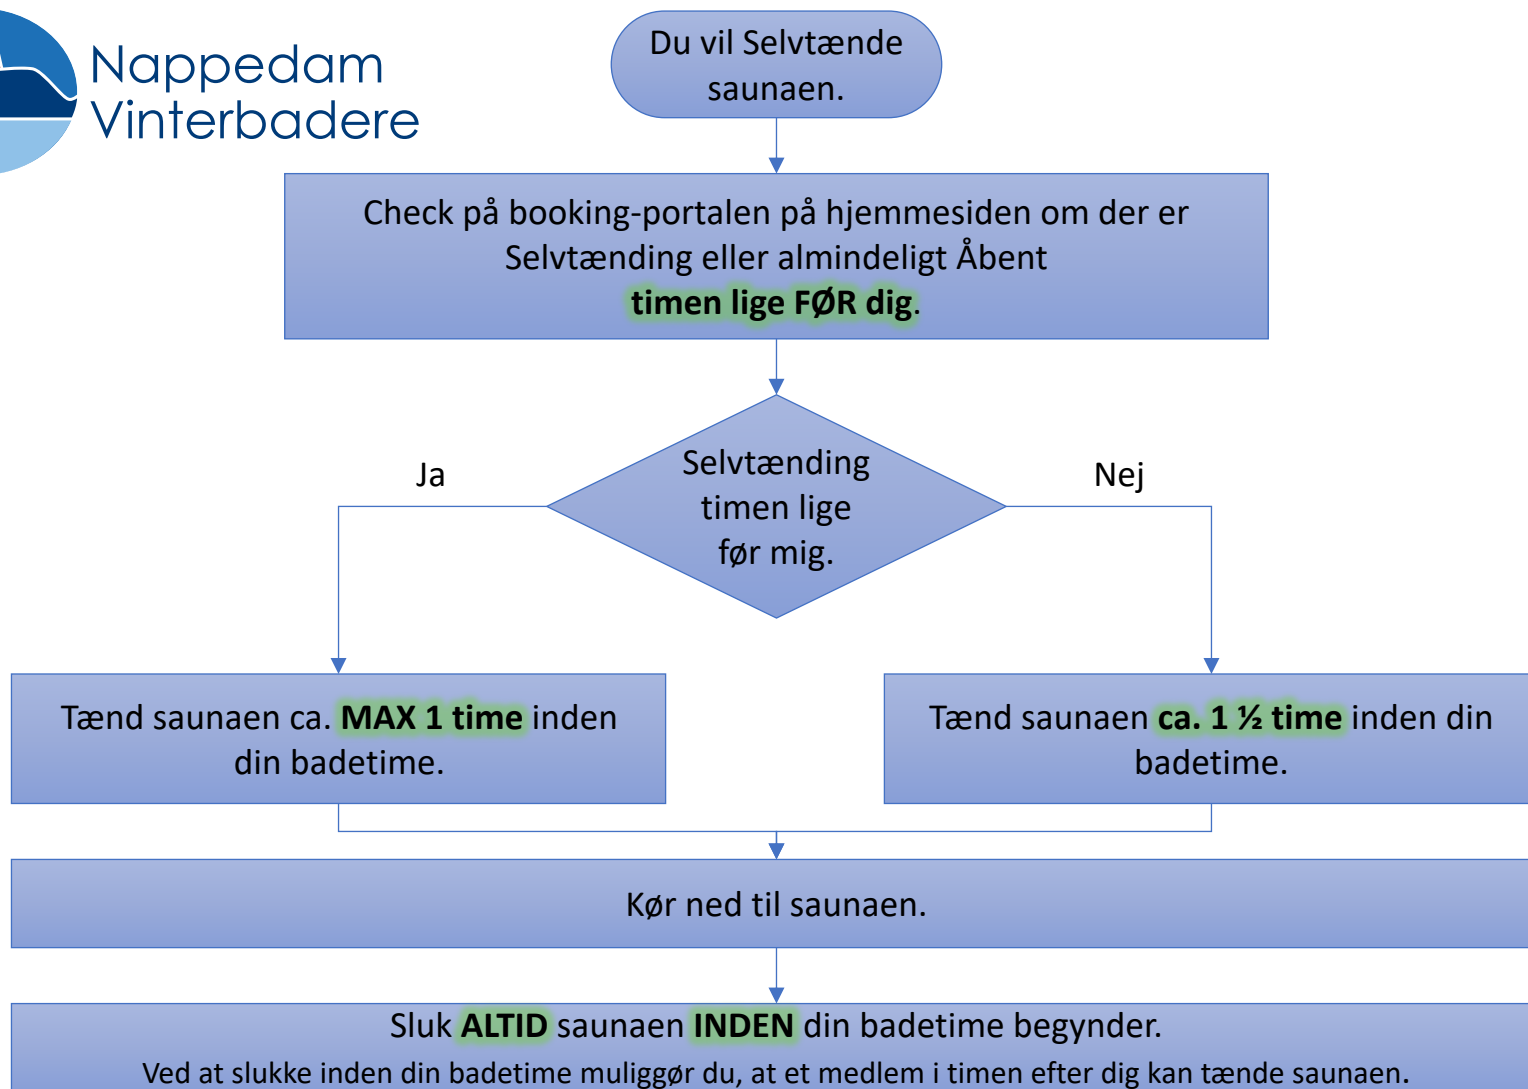 Nappedam
Vinterbadere
Du vil Selvtænde
saunaen.
Check på booking-portalen på hjemmesiden om der er
Selvtænding eller almindeligt Åbent
timen lige FØR dig.
Selvtænding
timen lige
før mig.
Ja
Nej
Tænd saunaen ca. MAX 1 time inden
din badetime.
Tænd saunaen ca. 1 ½ time inden din
badetime.
Kør ned til saunaen.
Sluk ALTID saunaen INDEN din badetime begynder.
Ved at slukke inden din badetime muliggør du, at et medlem i timen efter dig kan tænde saunaen.